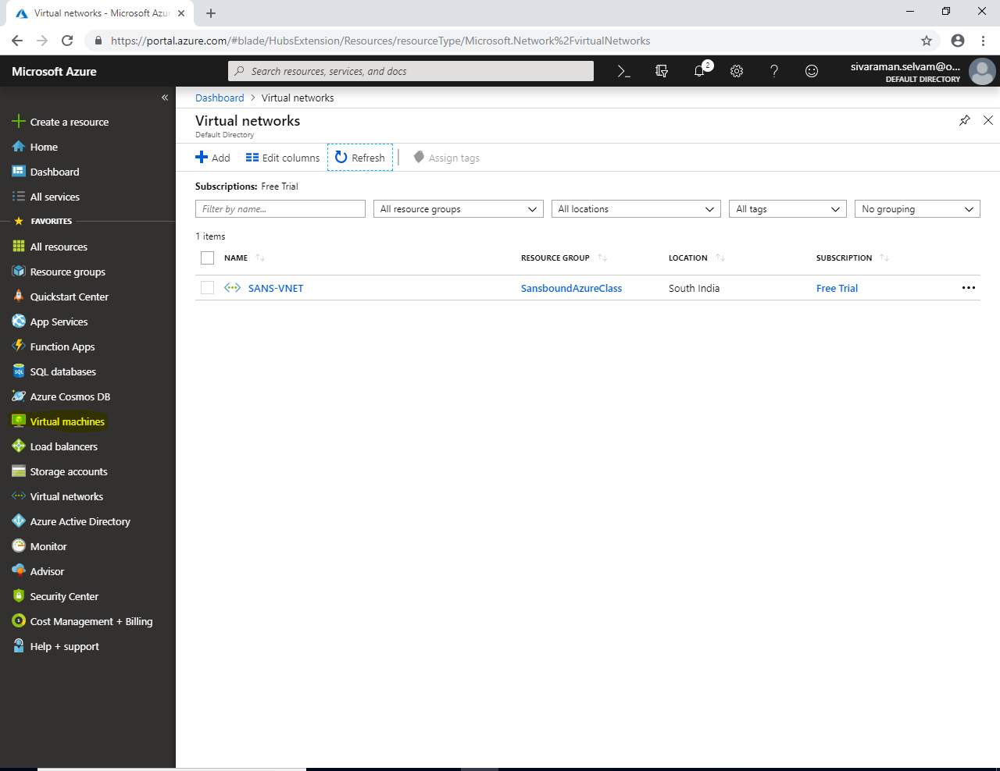 Virtual networks - Microsoft Azur
https://portal.azure.com/#blade/HubsExtension/Resources/resourceType/Microsoft.Network%2FvirtualNetworks
Microsoft Azure
Search resources, services, and docs
2
sivaraman.selvam@o...
DEFAULT DIRECTORY
Create a resource
Home
Dashboard
All services
FAVORITES
All resources
Resource groups
Quickstart Center
App Services
Function Apps
SQL databases
Azure Cosmos DB
Virtual machines
Load balancers
Storage accounts
Virtual networks
Azure Active Directory
Monitor
Advisor
Security Center
Cost Management + Billing
Help + support
Dashboard > Virtual networks
Virtual networks
Default Directory
Add Edit columns Refresh Assign tags
Subscriptions: Free Trial
Filter by name... All resource groups All locations All tags No grouping
1 items
NAME RESOURCE GROUP LOCATION SUBSCRIPTION
SANS-VNET SansboundAzureClass South India Free Trial